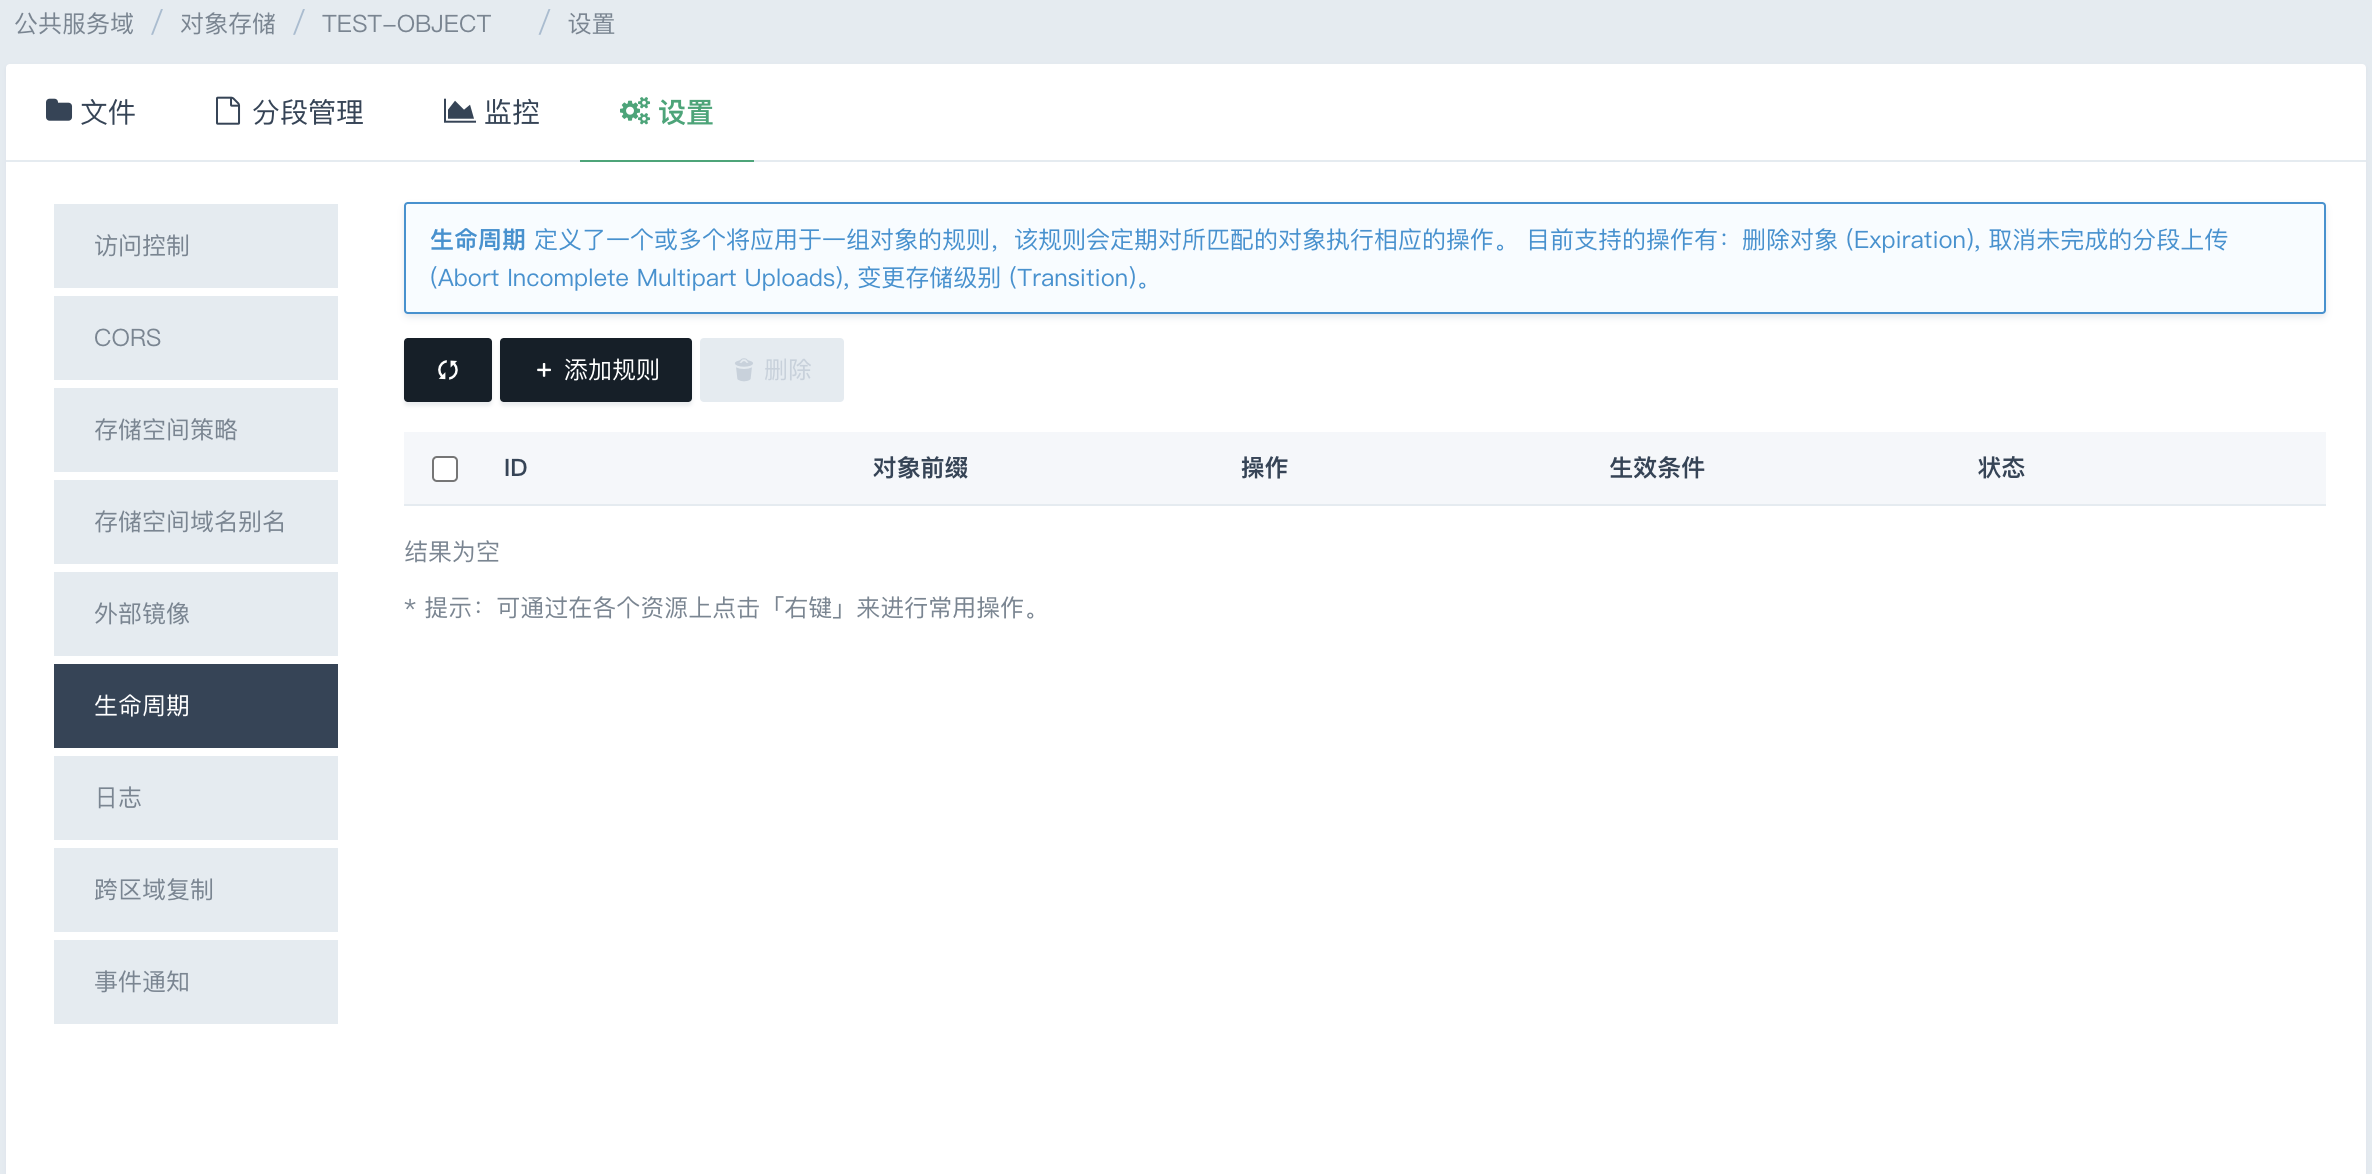 公共服务域 / 对象存储 / TEST-OBJECT / 设置
文件 分段管理 监控 设置
访问控制
CORS
存储空间策略
存储空间域名别名
外部镜像
生命周期
日志
跨区域复制
事件通知
生命周期 定义了一个或多个将应用于一组对象的规则，该规则会定期对所匹配的对象执行相应的操作。 目前支持的操作有：删除对象 (Expiration), 取消未完成的分段上传
(Abort Incomplete Multipart Uploads), 变更存储级别 (Transition)。
+ 添加规则 删除
ID 对象前缀 操作 生效条件 状态
结果为空
* 提示：可通过在各个资源上点击「右键」来进行常用操作。